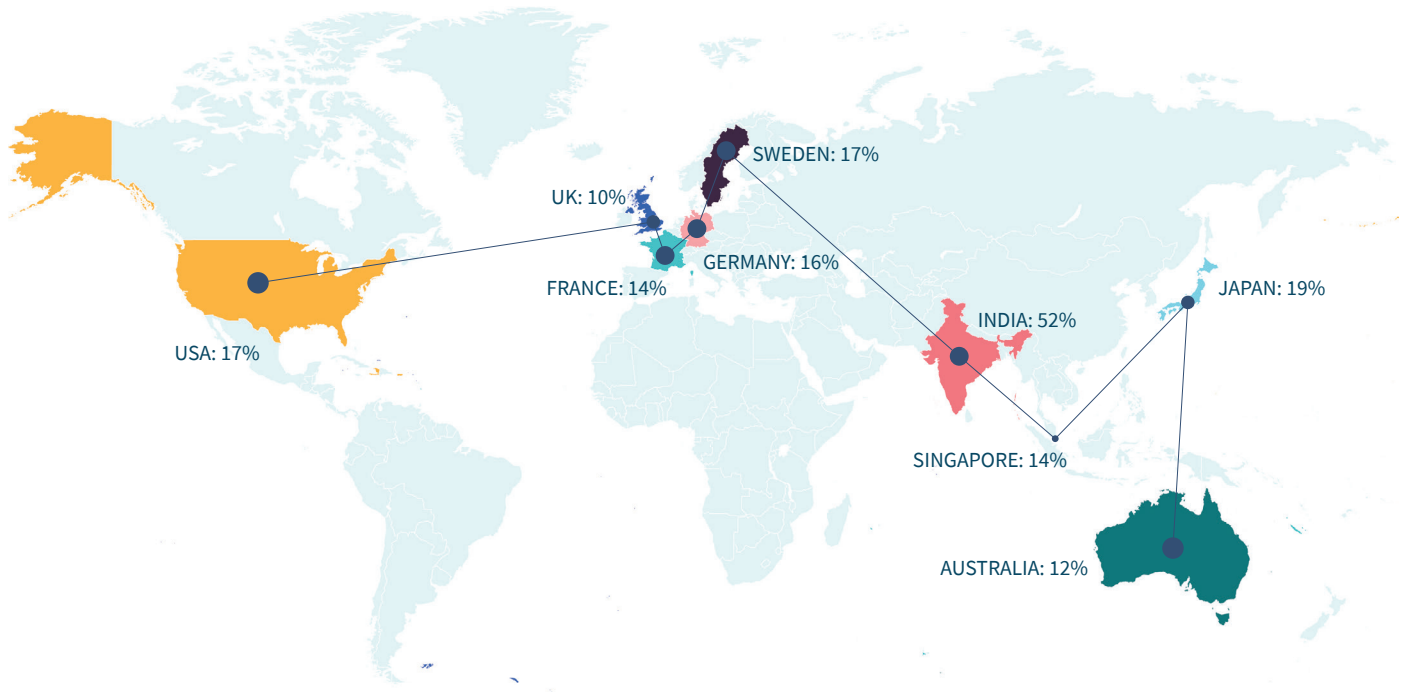 SWEDEN: 17%
UK: 10%
GERMANY: 16%
FRANCE: 14%
JAPAN: 19%
INDIA: 52%
USA: 17%
SINGAPORE: 14%
AUSTRALIA: 12%